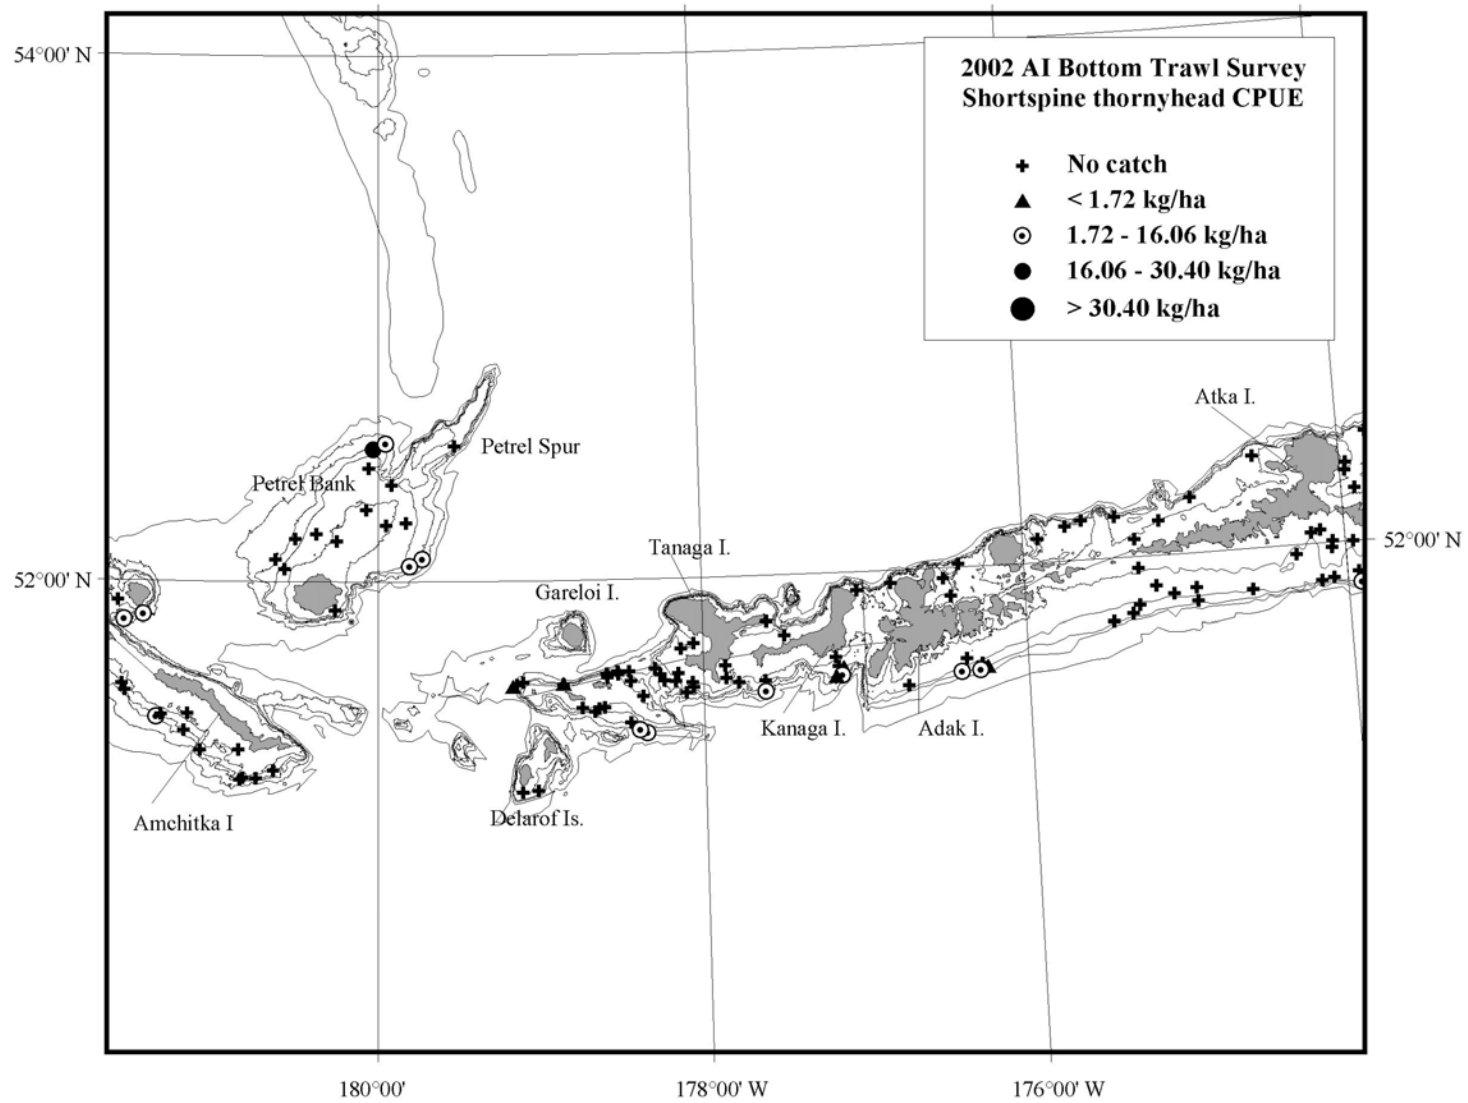 54°00' N
2002 AI Bottom Trawl Survey
Shortspine thornyhead CPUE
No catch
< 1.72 kg/ha
1.72 - 16.06 kg/ha
16.06 - 30.40 kg/ha
> 30.40 kg/ha
Atka I.
Petrel Spur
Petrel Bank
52°00' N
Tanaga I.
52°00' N
Gareloi I.
Kanaga I.
Adak I.
Delarof Is.
Amchitka I
180°00'
178°00' W
176°00' W